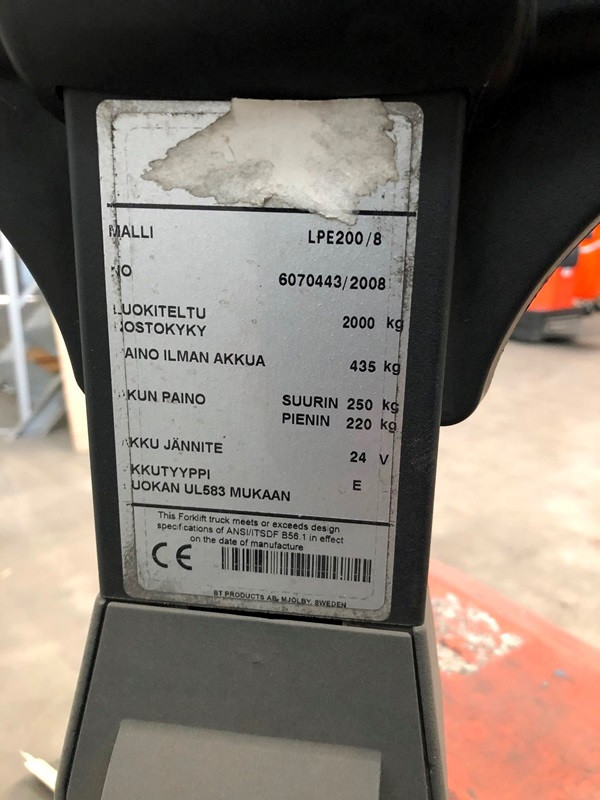 MALLI LPE200/8
NO 6070443/2008
LUOKITELTU
NOSTOKYKY 2000 kg
PAINO ILMAN AKKUA 435 kg
AKUN PAINO SUURIN 250 kg
PIENIN 220 kg
AKKU JÄNNITE 24 V
AKKUTYYPPI
LUOKAN UL583 MUKAAN E
This Forklift truck meets or exceeds design
specifications of ANSI/ITSDF B56.1 in effect
on the date of manufacture
CE
BT PRODUCTS AB, MJOLBY, SWEDEN